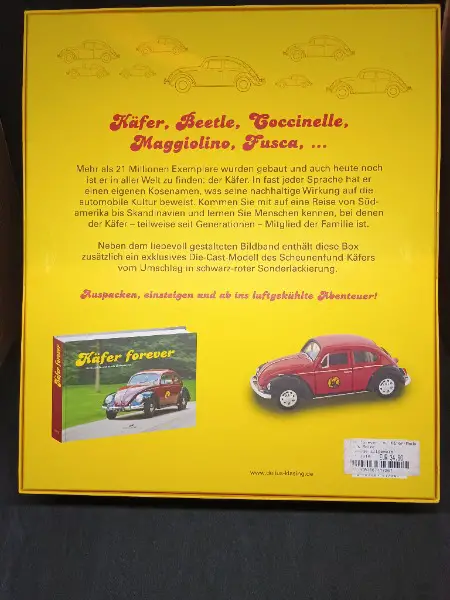 Käfer, Beetle, Coccinelle,
Maggiolino, Fusca, ...
Mehr als 21 Millionen Exemplare wurden gebaut und auch heute noch
ist er in aller Welt zu finden: der Käfer. In fast jeder Sprache hat er
einen eigenen Kosenamen, was seine nachhaltige Wirkung auf die
automobile Kultur beweist. Kommen Sie mit auf eine Reise von Süd-
amerika bis Skandinavien und lernen Sie Menschen kennen, bei denen
der Käfer – teilweise seit Generationen – Mitglied der Familie ist.
Neben dem liebevoll gestalteten Bildband enthält diese Box
zusätzlich ein exklusives Die-Cast-Modell des Scheunenfund-Käfers
vom Umschlag in schwarz-roter Sonderlackierung.
Auspacken, einsteigen und ab ins luftgekühlte Abenteuer!
Käfer forever
Käfer forever
EUR 34,90
www.delius-klasing.de